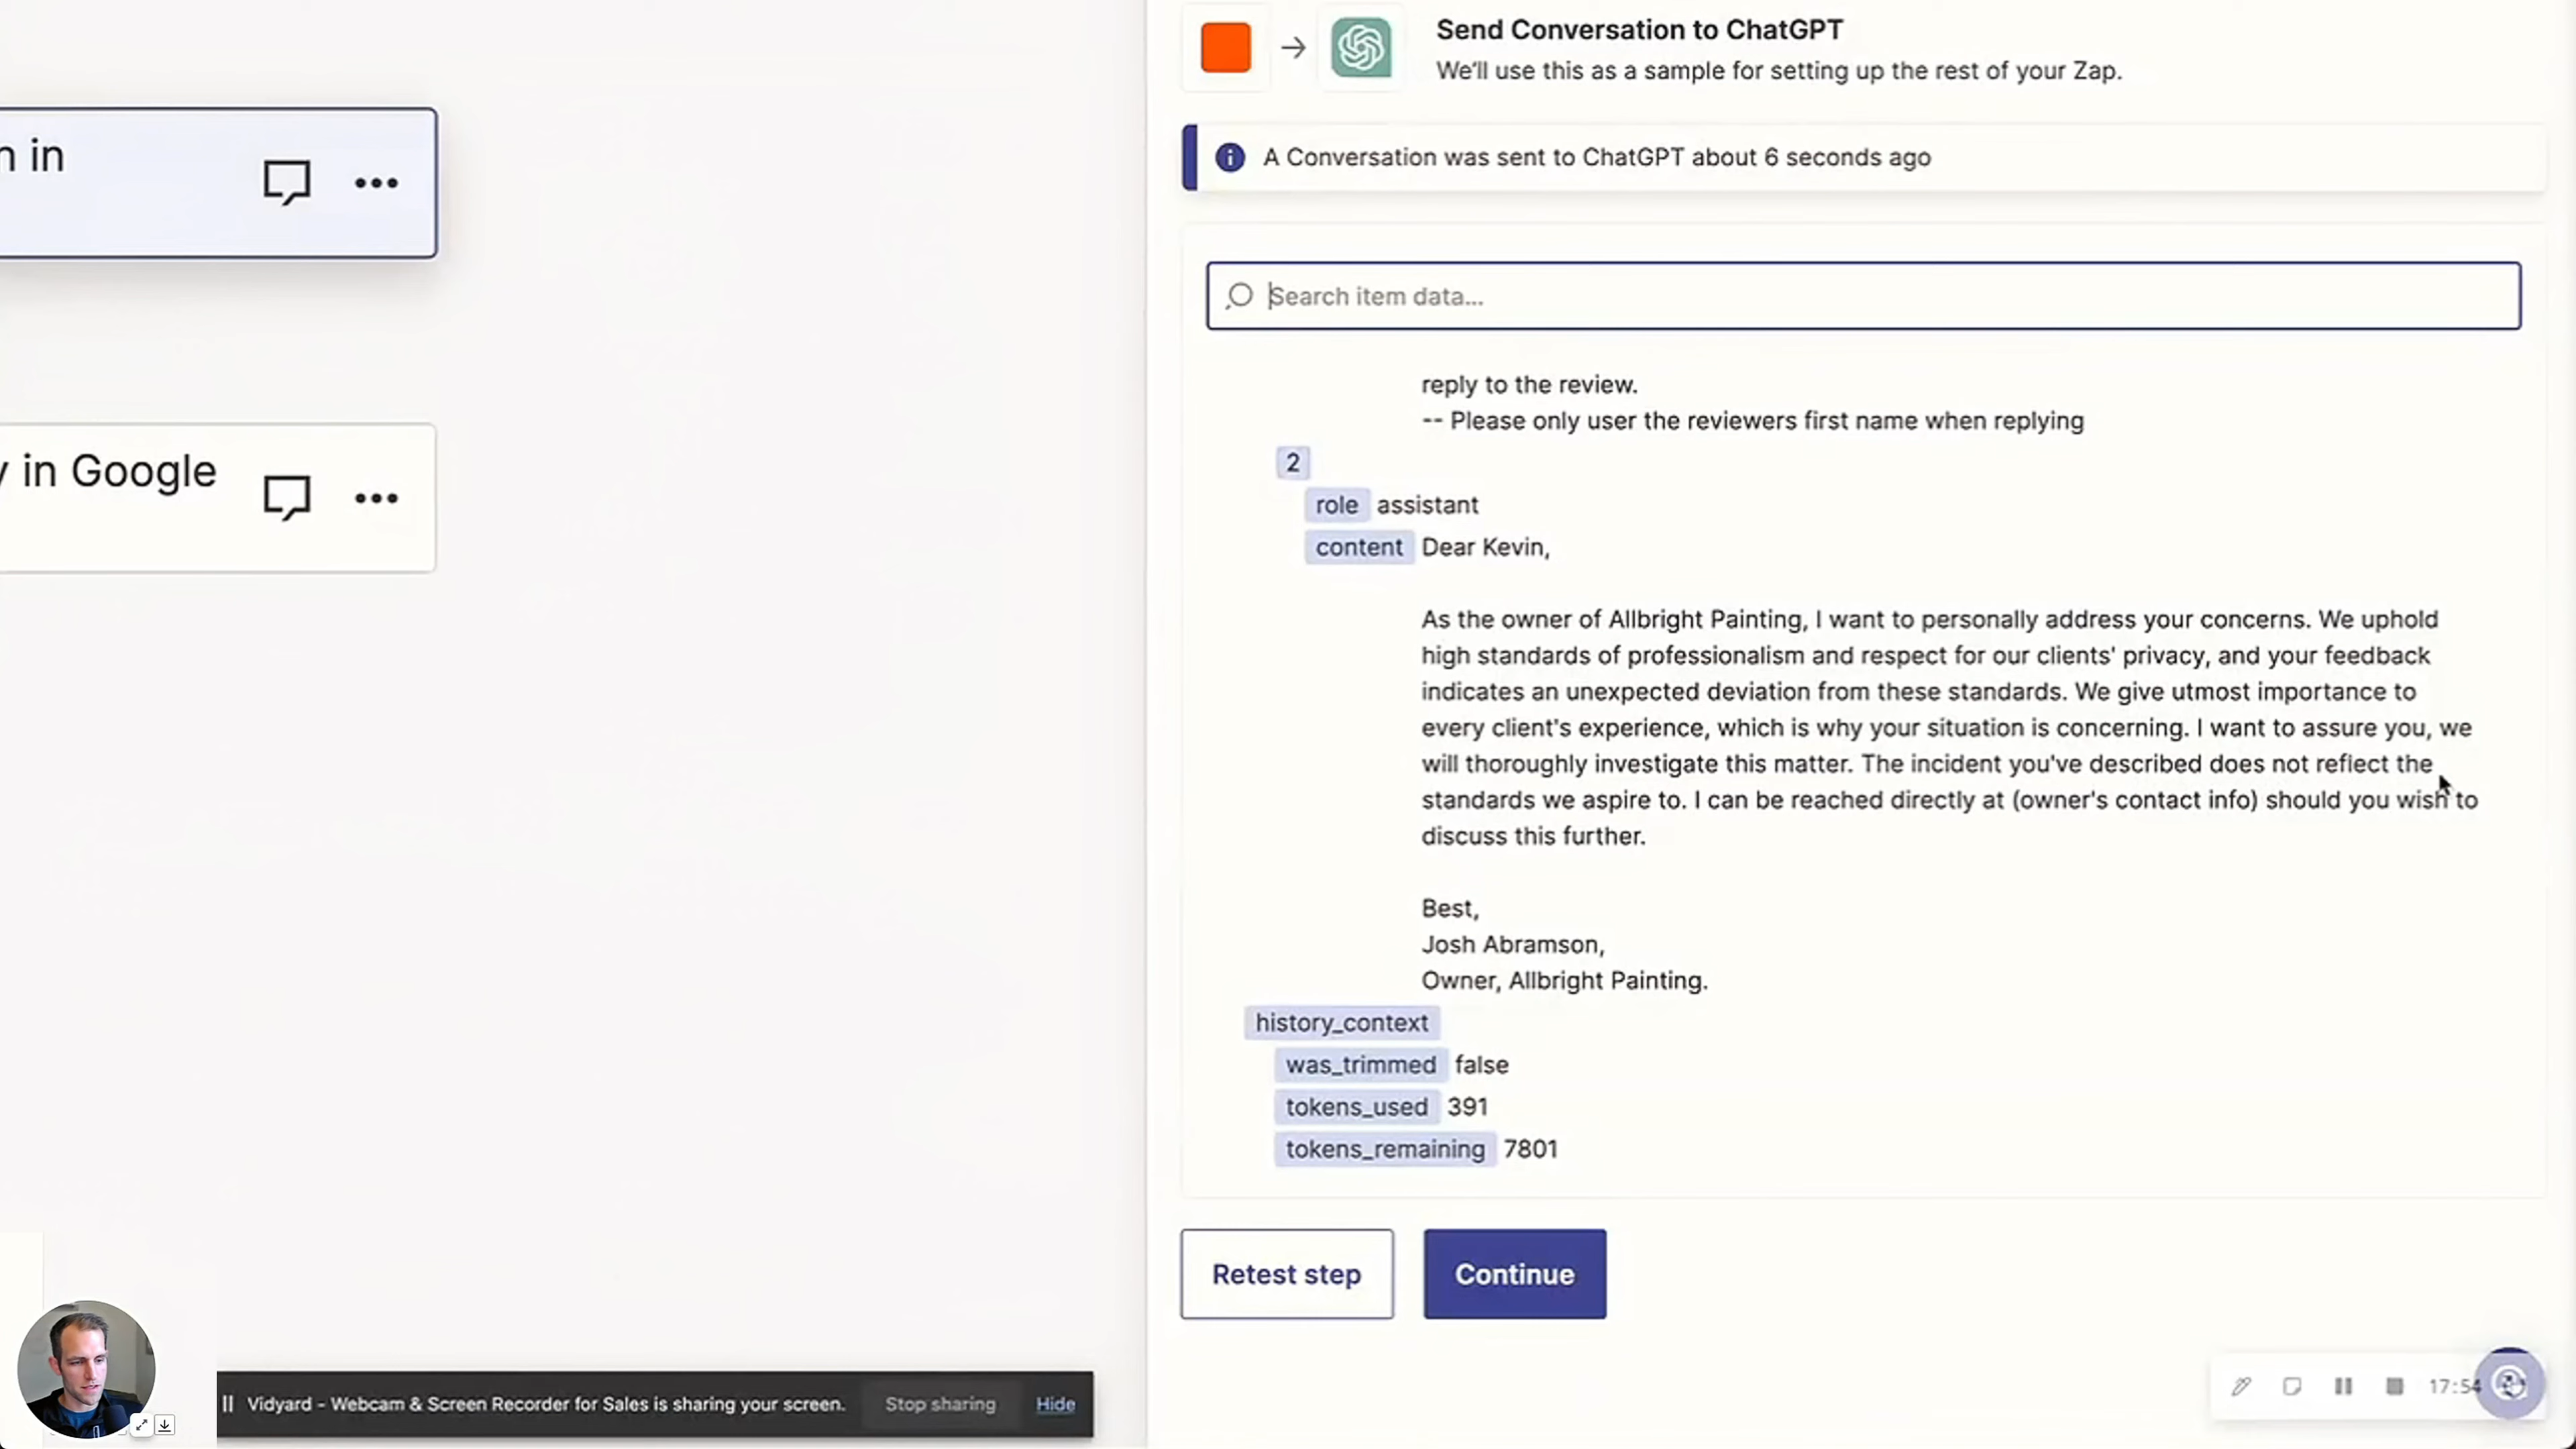 Send Conversation to ChatGPT
We'll use this as a sample for setting up the rest of your Zap.
n in
A Conversation was sent to ChatGPT about 6 seconds ago
Search item data...
reply to the review.
-- Please only user the reviewers first name when replying
y in Google
2
role assistant
content Dear Kevin,
As the owner of Allbright Painting, I want to personally address your concerns. We uphold
high standards of professionalism and respect for our clients' privacy, and your feedback
indicates an unexpected deviation from these standards. We give utmost importance to
every client's experience, which is why your situation is concerning. I want to assure you, we
will thoroughly investigate this matter. The incident you've described does not reflect the
standards we aspire to. I can be reached directly at (owner's contact info) should you wish to
discuss this further.
Best,
Josh Abramson,
Owner, Allbright Painting.
history_context
was_trimmed false
tokens_used 391
tokens_remaining 7801
Retest step
Continue
Vidyard - Webcam & Screen Recorder for Sales is sharing your screen.
Stop sharing
Hide
17:54